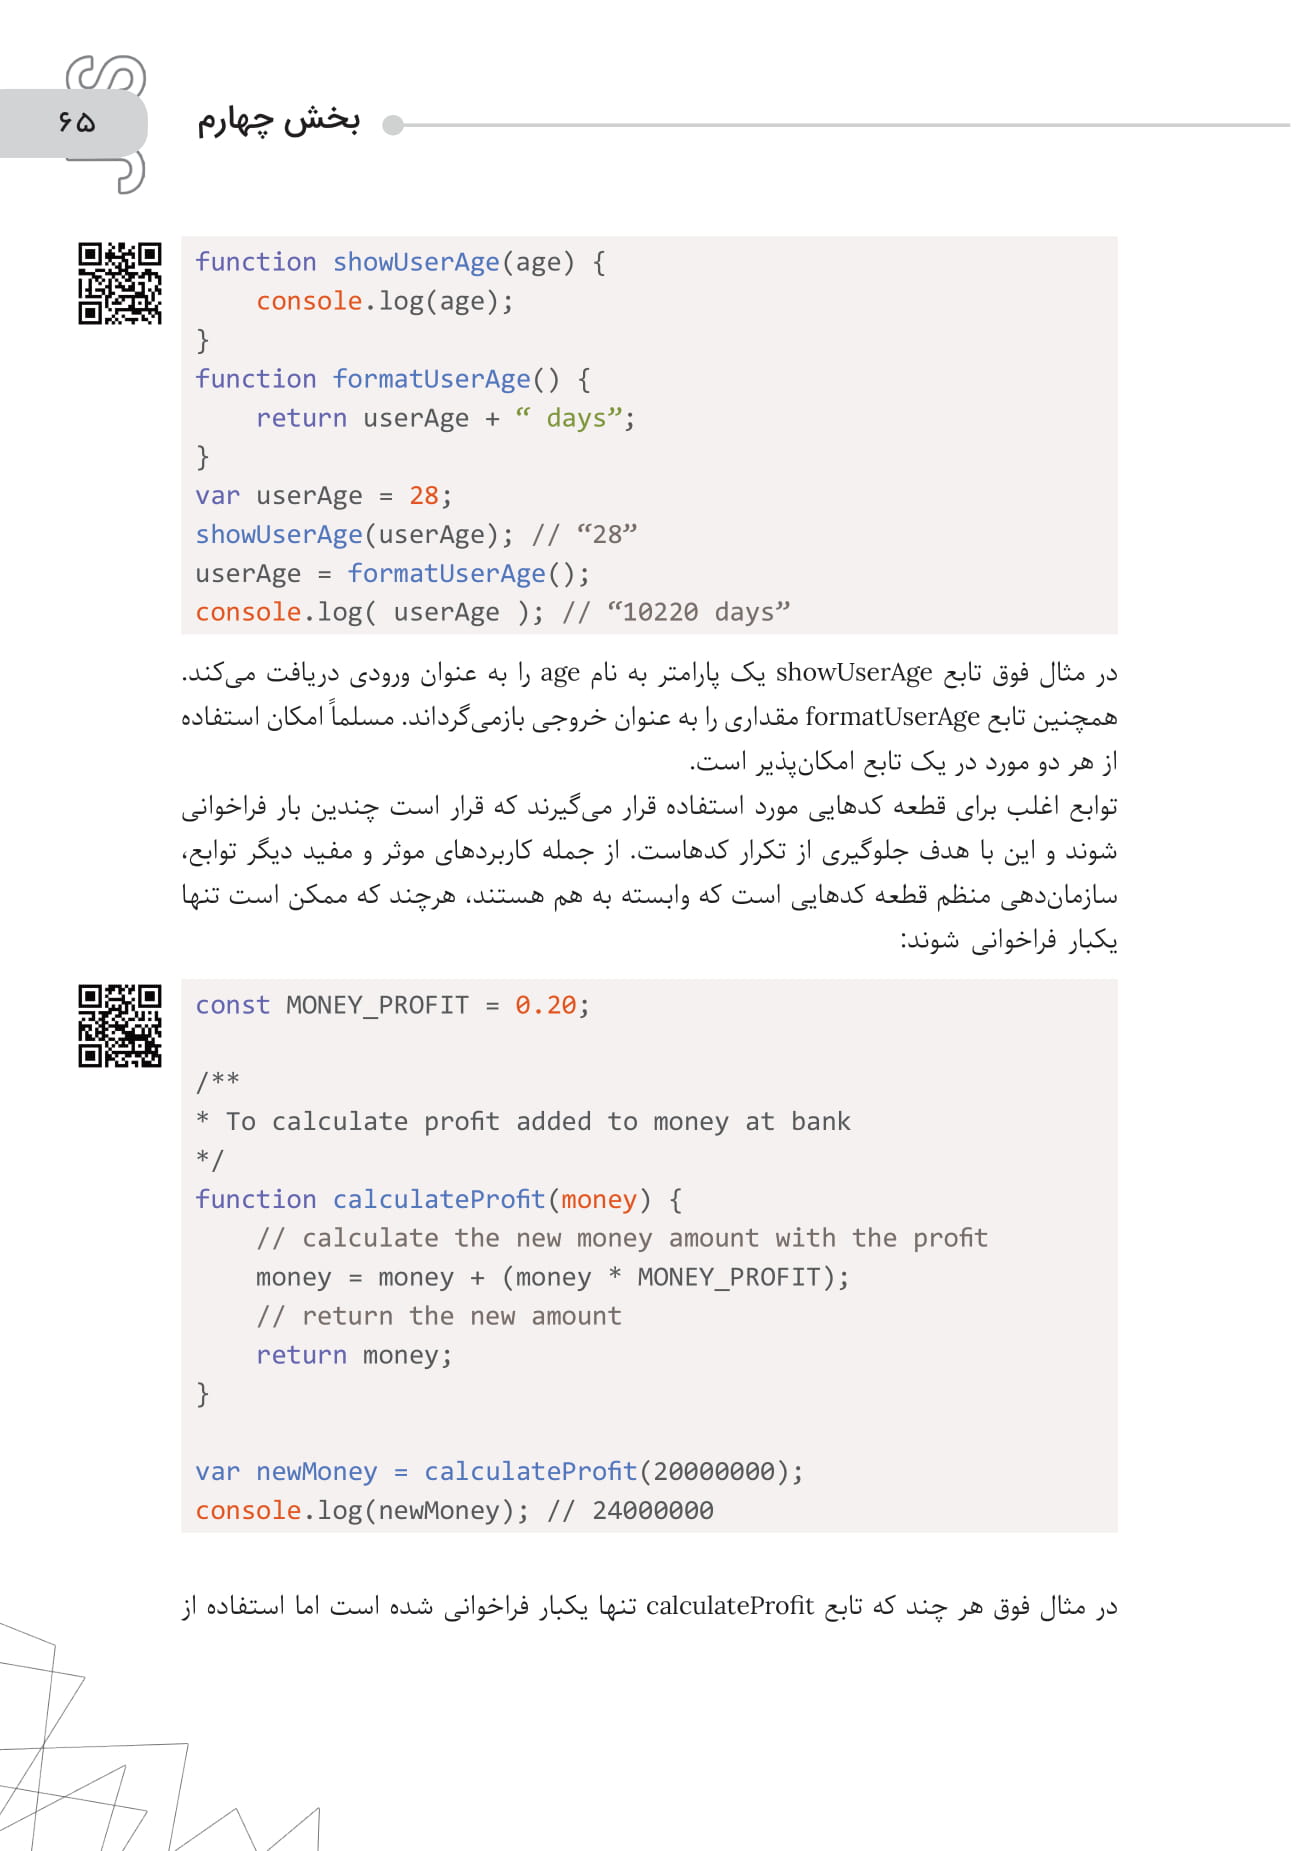 ۶۵
بخش چهارم
function showUserAge(age) {
    console.log(age);
}
function formatUserAge() {
    return userAge + “ days”;
}
var userAge = 28;
showUserAge(userAge); // “28”
userAge = formatUserAge();
console.log( userAge ); // “10220 days”
در مثال فوق تابع showUserAge یک پارامتر به نام age را به عنوان ورودی دریافت می‌کند.
همچنین تابع formatUserAge مقداری را به عنوان خروجی بازمی‌گرداند. مسلماً امکان استفاده
از هر دو مورد در یک تابع امکان‌پذیر است.
توابع اغلب برای قطعه کدهایی مورد استفاده قرار می‌گیرند که قرار است چندین بار فراخوانی
شوند و این با هدف جلوگیری از تکرار کدهاست. از جمله کاربردهای موثر و مفید دیگر توابع،
سازمان‌دهی منظم قطعه کدهایی است که وابسته به هم هستند، هرچند که ممکن است تنها
یکبار فراخوانی شوند:
const MONEY_PROFIT = 0.20;
/**
* To calculate profit added to money at bank
*/
function calculateProfit(money) {
    // calculate the new money amount with the profit
    money = money + (money * MONEY_PROFIT);
    // return the new amount
    return money;
}
var newMoney = calculateProfit(20000000);
console.log(newMoney); // 24000000
در مثال فوق هر چند که تابع calculateProfit تنها یکبار فراخوانی شده است اما استفاده از